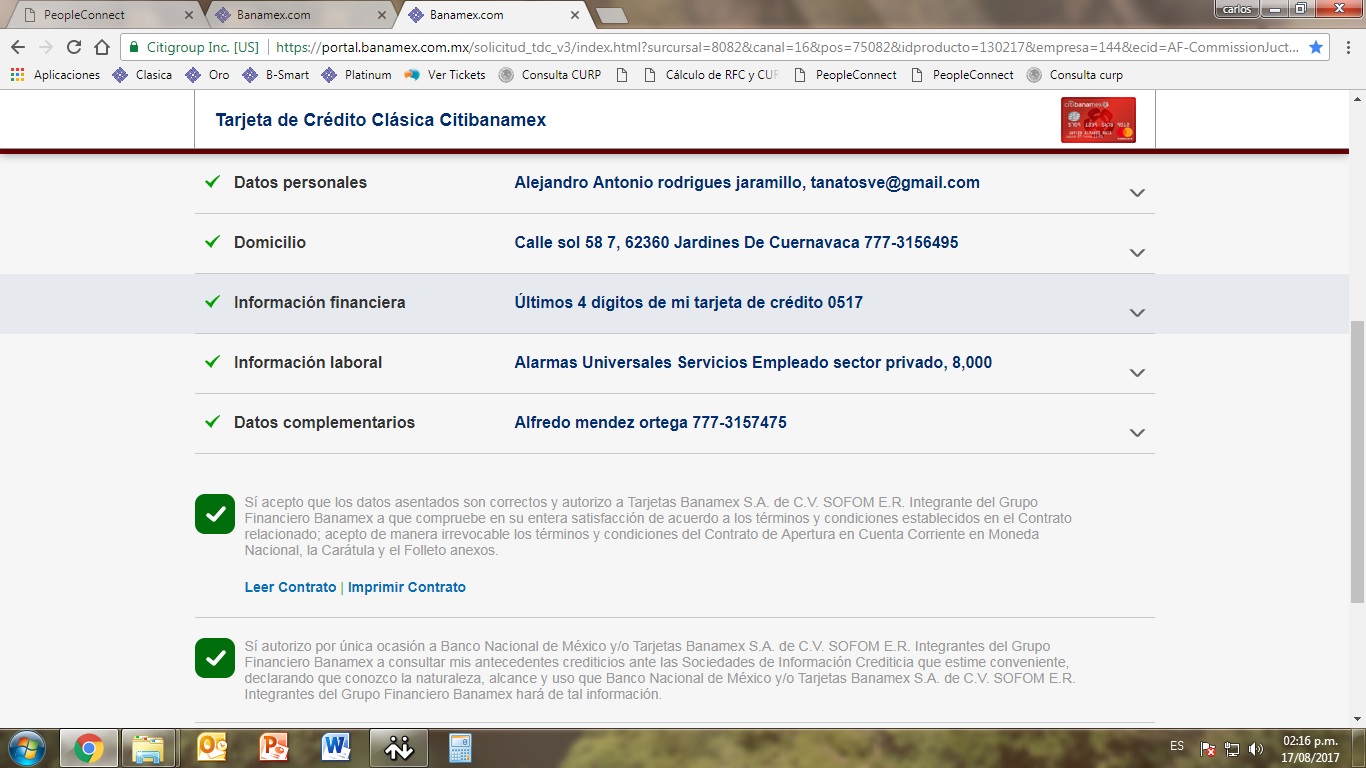 PeopleConnect
Banamex.com
Banamex.com
carlos
Citigroup Inc. [US]
https://portal.banamex.com.mx/solicitud_tdc_v3/index.html?sursursal=8082&canal=16&pos=75082&idproducto=130217&empresa=144&ecid=AF-CommissionJuct...
Aplicaciones
Clasica
Oro
B-Smart
Platinum
Ver Tickets
Consulta CURP
Cálculo de RFC y CUR
PeopleConnect
PeopleConnect
Consulta curp
Tarjeta de Crédito Clásica Citibanamex
citibanamex
Datos personales
Alejandro Antonio rodrigues jaramillo, tanatosve@gmail.com
Domicilio
Calle sol 58 7, 62360 Jardines De Cuernavaca 777-3156495
Información financiera
Últimos 4 dígitos de mi tarjeta de crédito 0517
Información laboral
Alarmas Universales Servicios Empleado sector privado, 8,000
Datos complementarios
Alfredo mendez ortega 777-3157475
Sí acepto que los datos asentados son correctos y autorizo a Tarjetas Banamex S.A. de C.V. SOFOM E.R. Integrante del Grupo
Financiero Banamex a que compruebe en su entera satisfacción de acuerdo a los términos y condiciones establecidos en el Contrato
relacionado; acepto de manera irrevocable los términos y condiciones del Contrato de Apertura en Cuenta Corriente en Moneda
Nacional, la Carátula y el Folleto anexos.
Leer Contrato | Imprimir Contrato
Sí autorizo por única ocasión a Banco Nacional de México y/o Tarjetas Banamex S.A. de C.V. SOFOM E.R. Integrantes del Grupo
Financiero Banamex a consultar mis antecedentes crediticios ante las Sociedades de Información Crediticia que estime conveniente,
declarando que conozco la naturaleza, alcance y uso que Banco Nacional de México y/o Tarjetas Banamex S.A. de C.V. SOFOM E.R.
Integrantes del Grupo Financiero Banamex hará de tal información.
ES
02:16 p.m.
17/08/2017